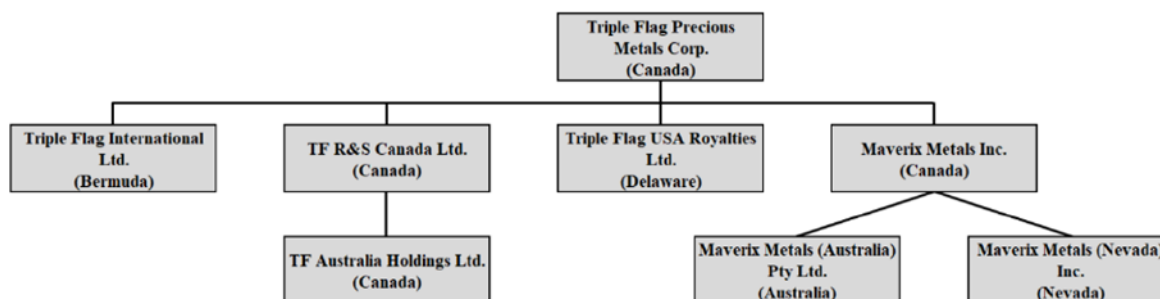 Triple Flag Precious
Metals Corp.
(Canada)
Triple Flag International
Ltd.
(Bermuda)
TF R&S Canada Ltd.
(Canada)
Triple Flag USA Royalties
Ltd.
(Delaware)
Maverix Metals Inc.
(Canada)
TF Australia Holdings Ltd.
(Canada)
Maverix Metals (Australia)
Pty Ltd.
(Australia)
Maverix Metals (Nevada)
Inc.
(Nevada)